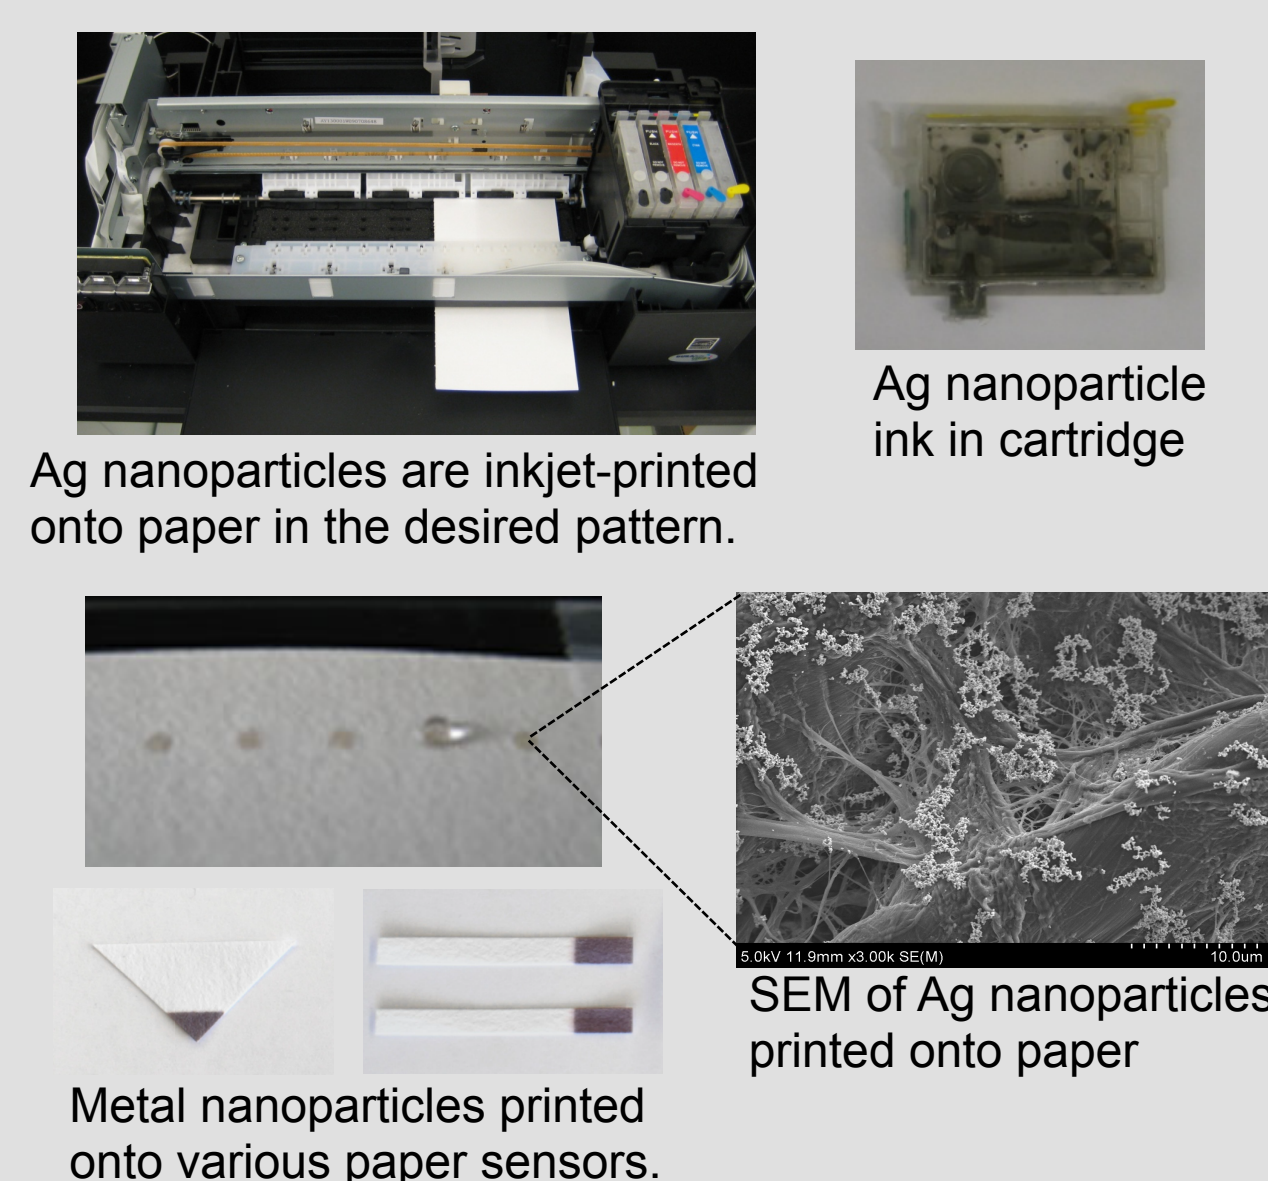 Ag nanoparticle
ink in cartridge
Ag nanoparticles are inkjet-printed
onto paper in the desired pattern.
5.0kV 11.9mm x3.00k SE(M)
10.0um
SEM of Ag nanoparticles
printed onto paper
Metal nanoparticles printed
onto various paper sensors.